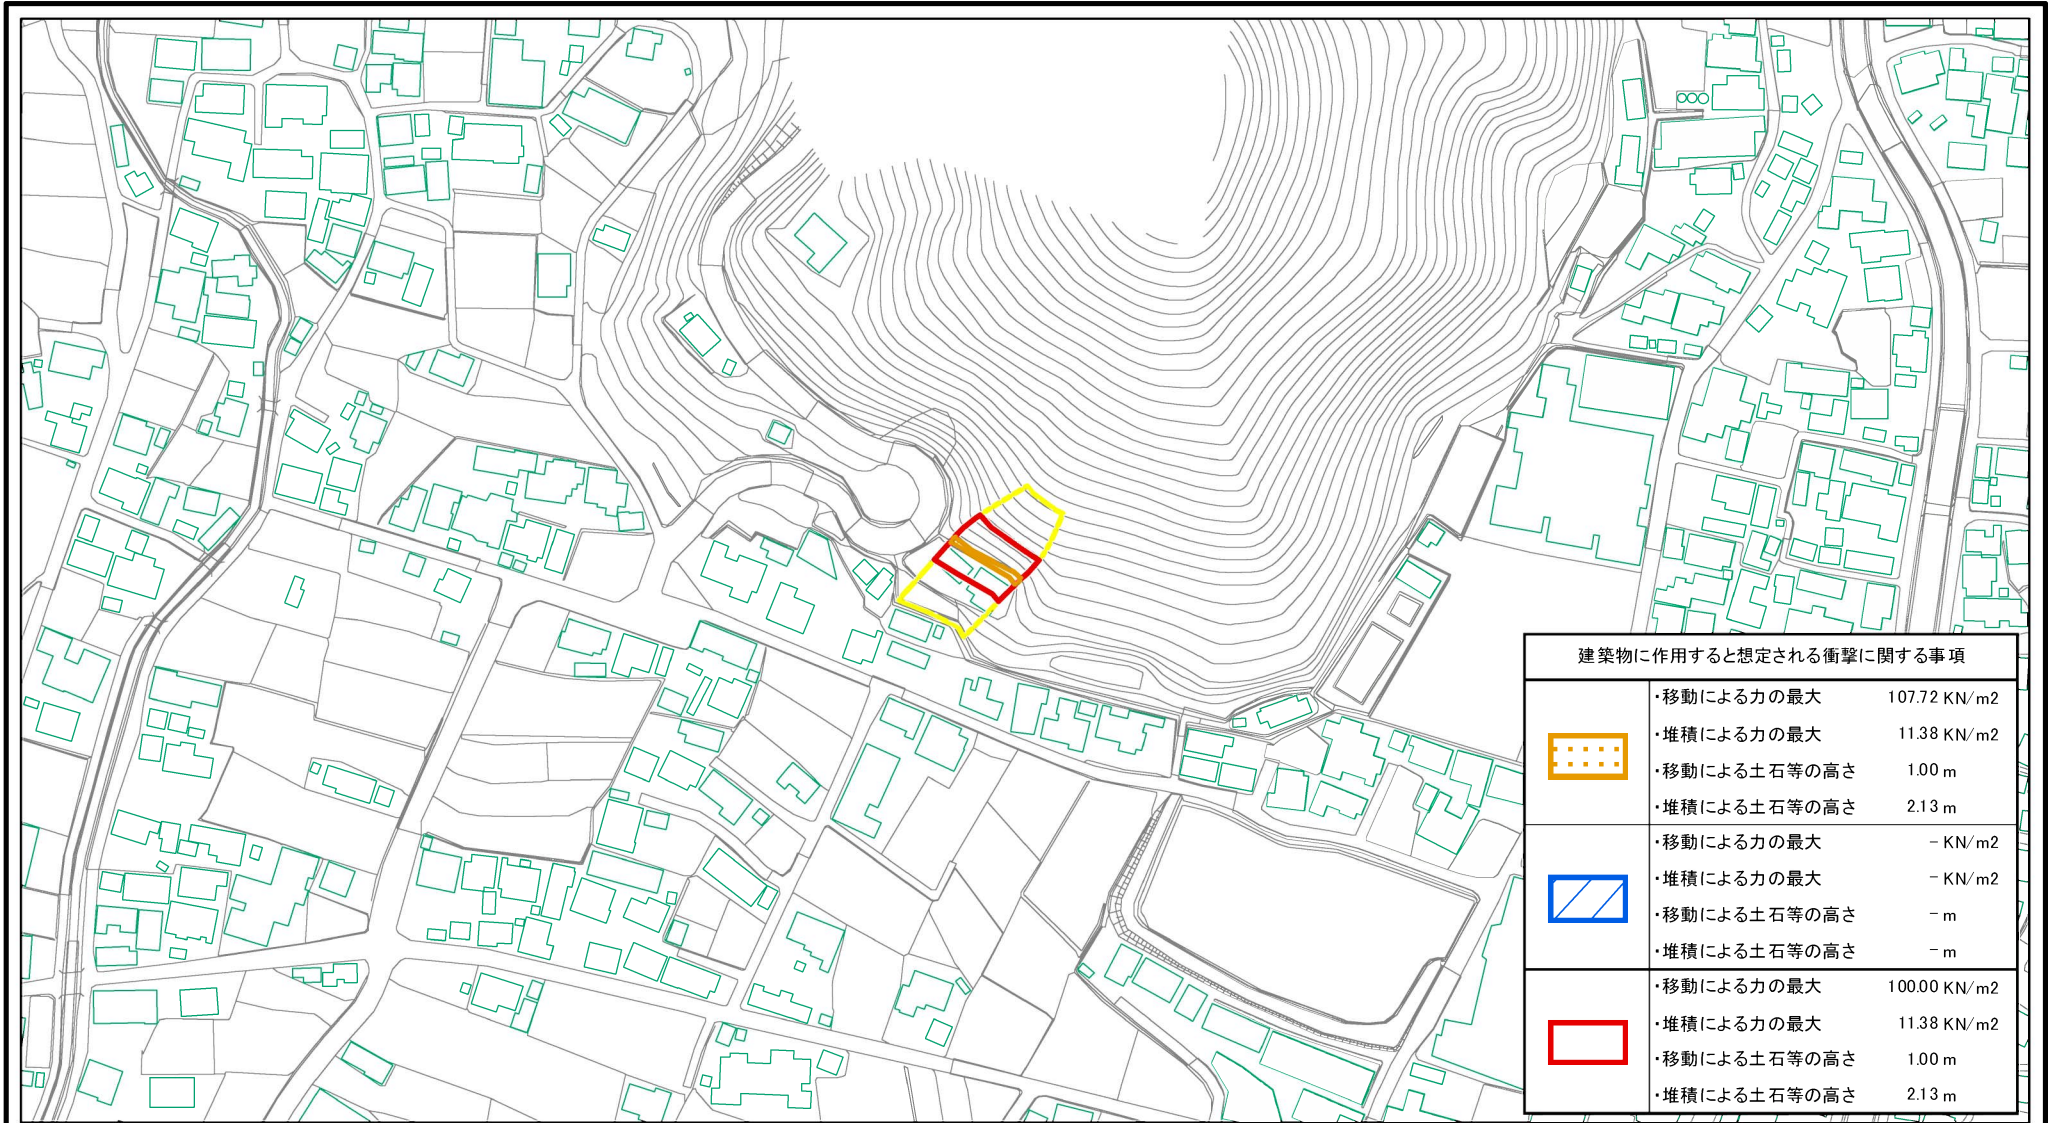 建築物に作用すると想定される衝撃に関する事項
・移動による力の最大 107.72 KN/m2
・堆積による力の最大 11.38 KN/m2
・移動による土石等の高さ 1.00 m
・堆積による土石等の高さ 2.13 m
・移動による力の最大 - KN/m2
・堆積による力の最大 - KN/m2
・移動による土石等の高さ - m
・堆積による土石等の高さ - m
・移動による力の最大 100.00 KN/m2
・堆積による力の最大 11.38 KN/m2
・移動による土石等の高さ 1.00 m
・堆積による土石等の高さ 2.13 m